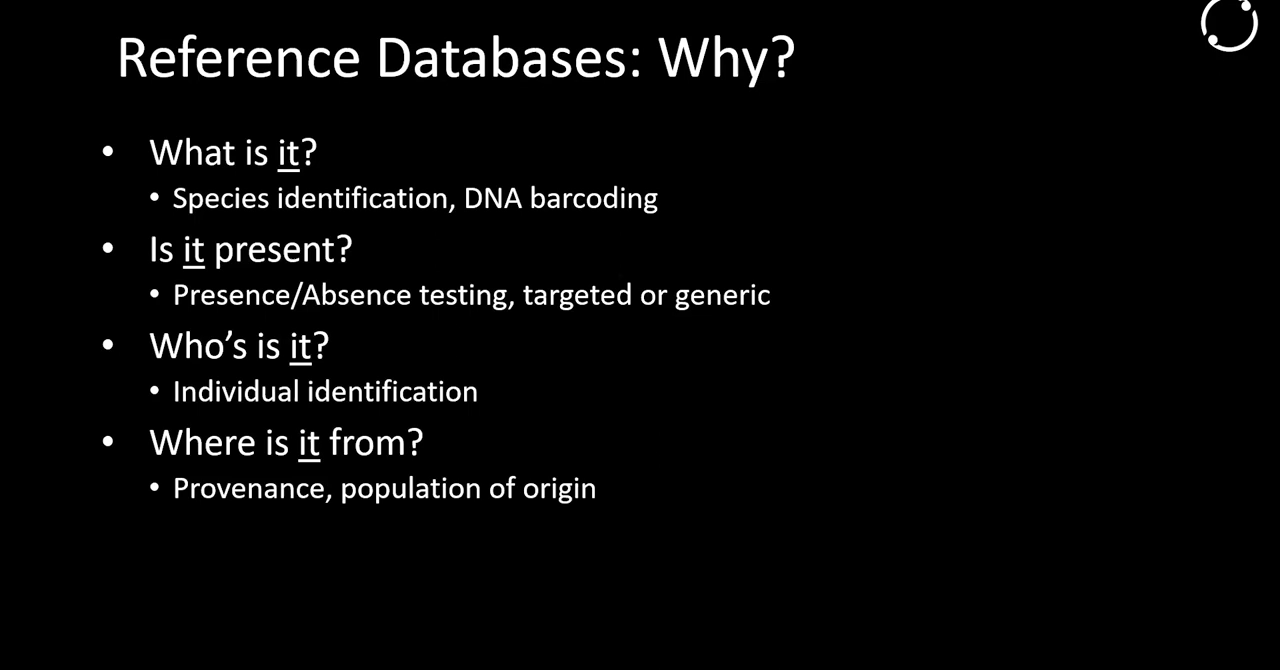 Reference Databases: Why?
• What is it?
• Species identification, DNA barcoding
• Is it present?
• Presence/Absence testing, targeted or generic
• Who’s is it?
• Individual identification
• Where is it from?
• Provenance, population of origin